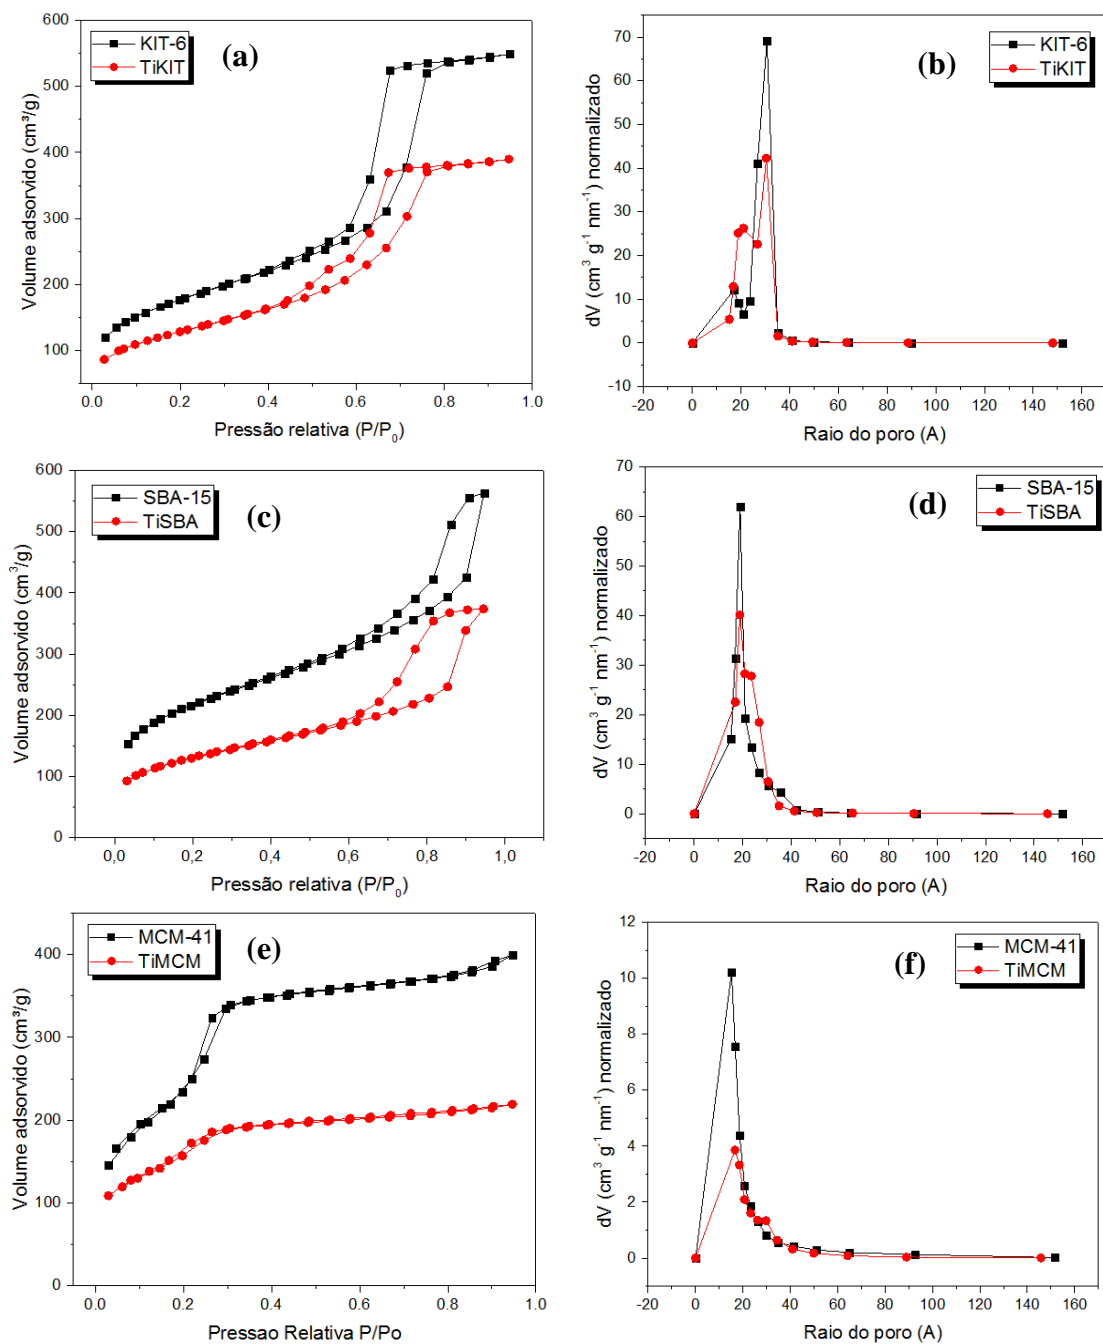 KIT-6
TiKIT
(a)
Volume adsorvido (cm³/g)
600
500
400
300
200
100
0.0 0.2 0.4 0.6 0.8 1.0
Pressão relativa (P/P₀)
KIT-6
TiKIT
(b)
dV (cm³ g⁻¹ nm⁻¹) normalizado
70
60
50
40
30
20
10
0
-10
-20 0 20 40 60 80 100 120 140 160
Raio do poro (A)
SBA-15
TiSBA
(c)
Volume adsorvido (cm³/g)
600
500
400
300
200
100
0
0,0 0,2 0,4 0,6 0,8 1,0
Pressão relativa (P/P₀)
SBA-15
TiSBA
(d)
dV (cm³ g⁻¹ nm⁻¹) normalizado
70
60
50
40
30
20
10
0
-20 0 20 40 60 80 100 120 140 160
Raio do poro (A)
MCM-41
TiMCM
(e)
Volume adsorvido (cm³/g)
400
300
200
100
0
0.0 0.2 0.4 0.6 0.8 1.0
Pressao Relativa P/Po
MCM-41
TiMCM
(f)
dV (cm³ g⁻¹ nm⁻¹) normalizado
12
10
8
6
4
2
0
-20 0 20 40 60 80 100 120 140 160
Raio do poro (A)